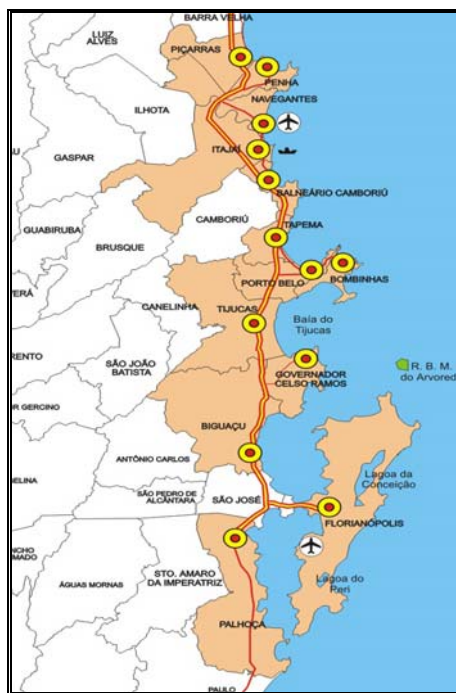 BARRA VELHA
LUIZ
ALVES
PIÇARRAS
PENHA
ILHOTA
NAVEGANTES
GASPAR
ITAJAÍ
BALNEÁRIO CAMBORIÚ
CAMBORIÚ
GUABIRUBA
TAPEMA
BRUSQUE
PORTO BELO
BOMBINHAS
CANELINHA
TIJUCAS
Baía do
Tijucas
SÃO JOÃO
BATISTA
GOVERNADOR
CELSO RAMOS
R. B. M.
do Arvored
BIGUAÇU
ANTÔNIO CARLOS
Lagoa da
Conceição
SÃO PEDRO DE
ALCÂNTARA
SÃO JOSÉ
FLORIANÓPOLIS
STO. AMARO
DA IMPERATRIZ
ÁGUAS MORNAS
Lagoa do
Peri
PALHOÇA
PAULO